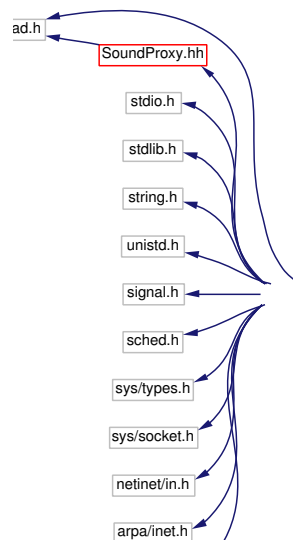 ad.h
SoundProxy.hh
stdio.h
stdlib.h
string.h
unistd.h
signal.h
sched.h
sys/types.h
sys/socket.h
netinet/in.h
arpa/inet.h